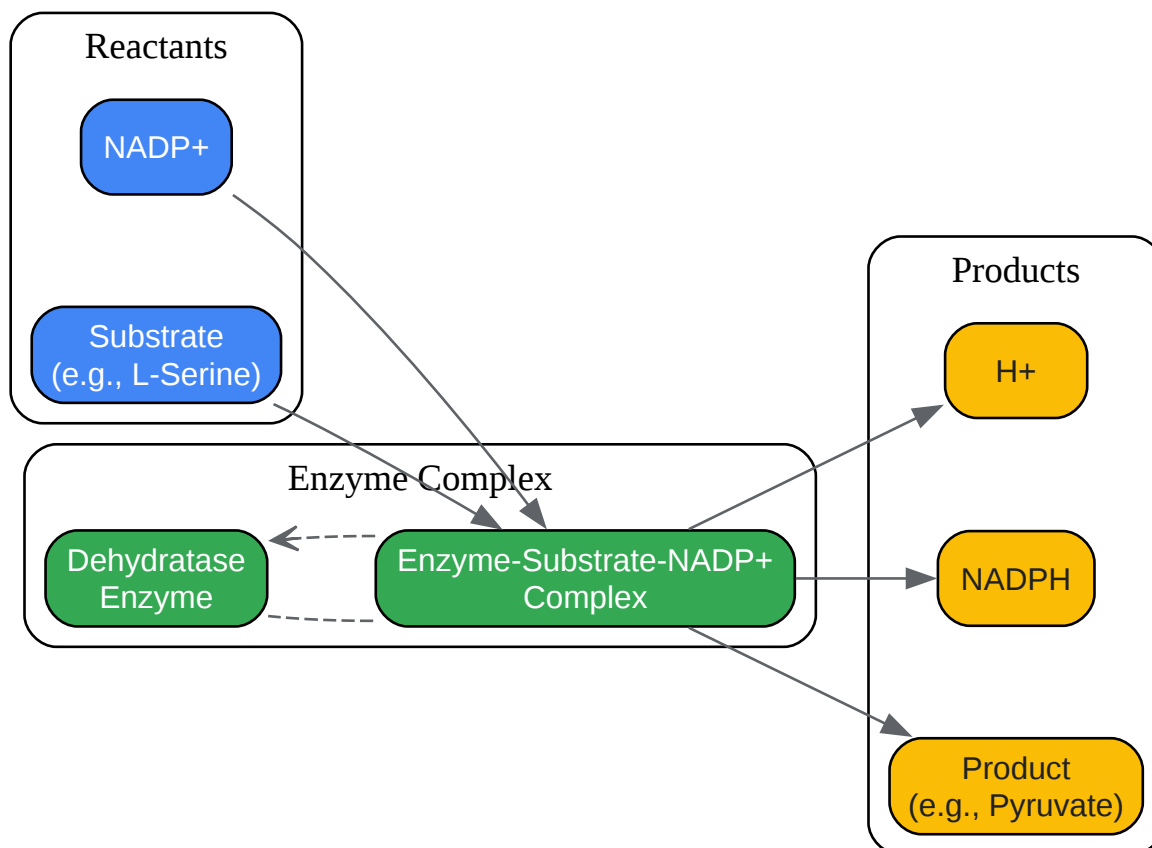 Reactants
NADP+
Substrate
(e.g., L-Serine)
Enzyme Complex
Dehydratase
Enzyme
Enzyme-Substrate-NADP+
Complex
Products
H+
NADPH
Product
(e.g., Pyruvate)